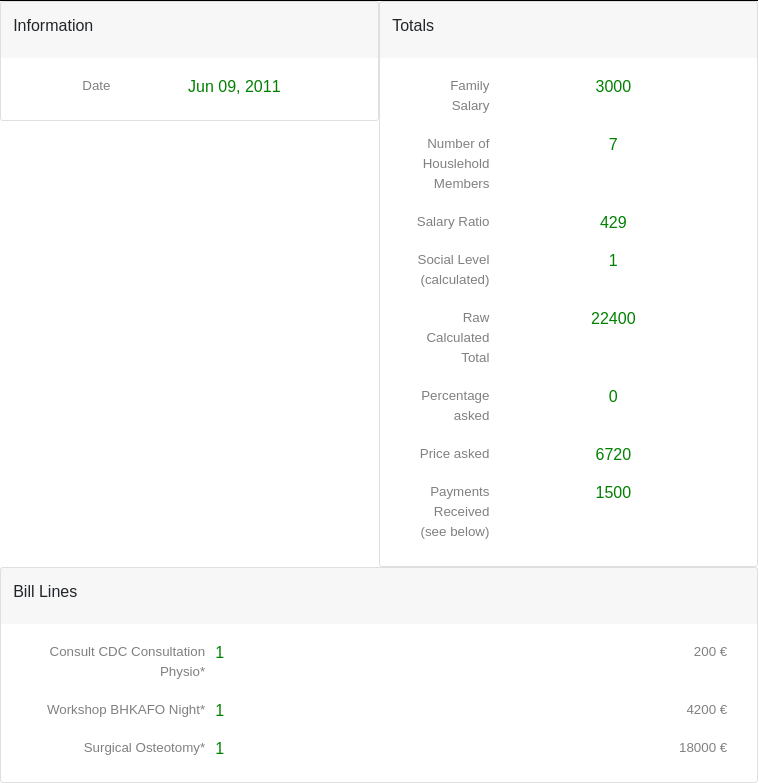 Information
Date Jun 09, 2011
Totals
Family 3000
Salary
Number of 7
Houslehold
Members
Salary Ratio 429
Social Level 1
(calculated)
Raw 22400
Calculated
Total
Percentage 0
asked
Price asked 6720
Payments 1500
Received
(see below)
Bill Lines
Consult CDC Consultation 1 200 €
Physio*
Workshop BHKAFO Night* 1 4200 €
Surgical Osteotomy* 1 18000 €